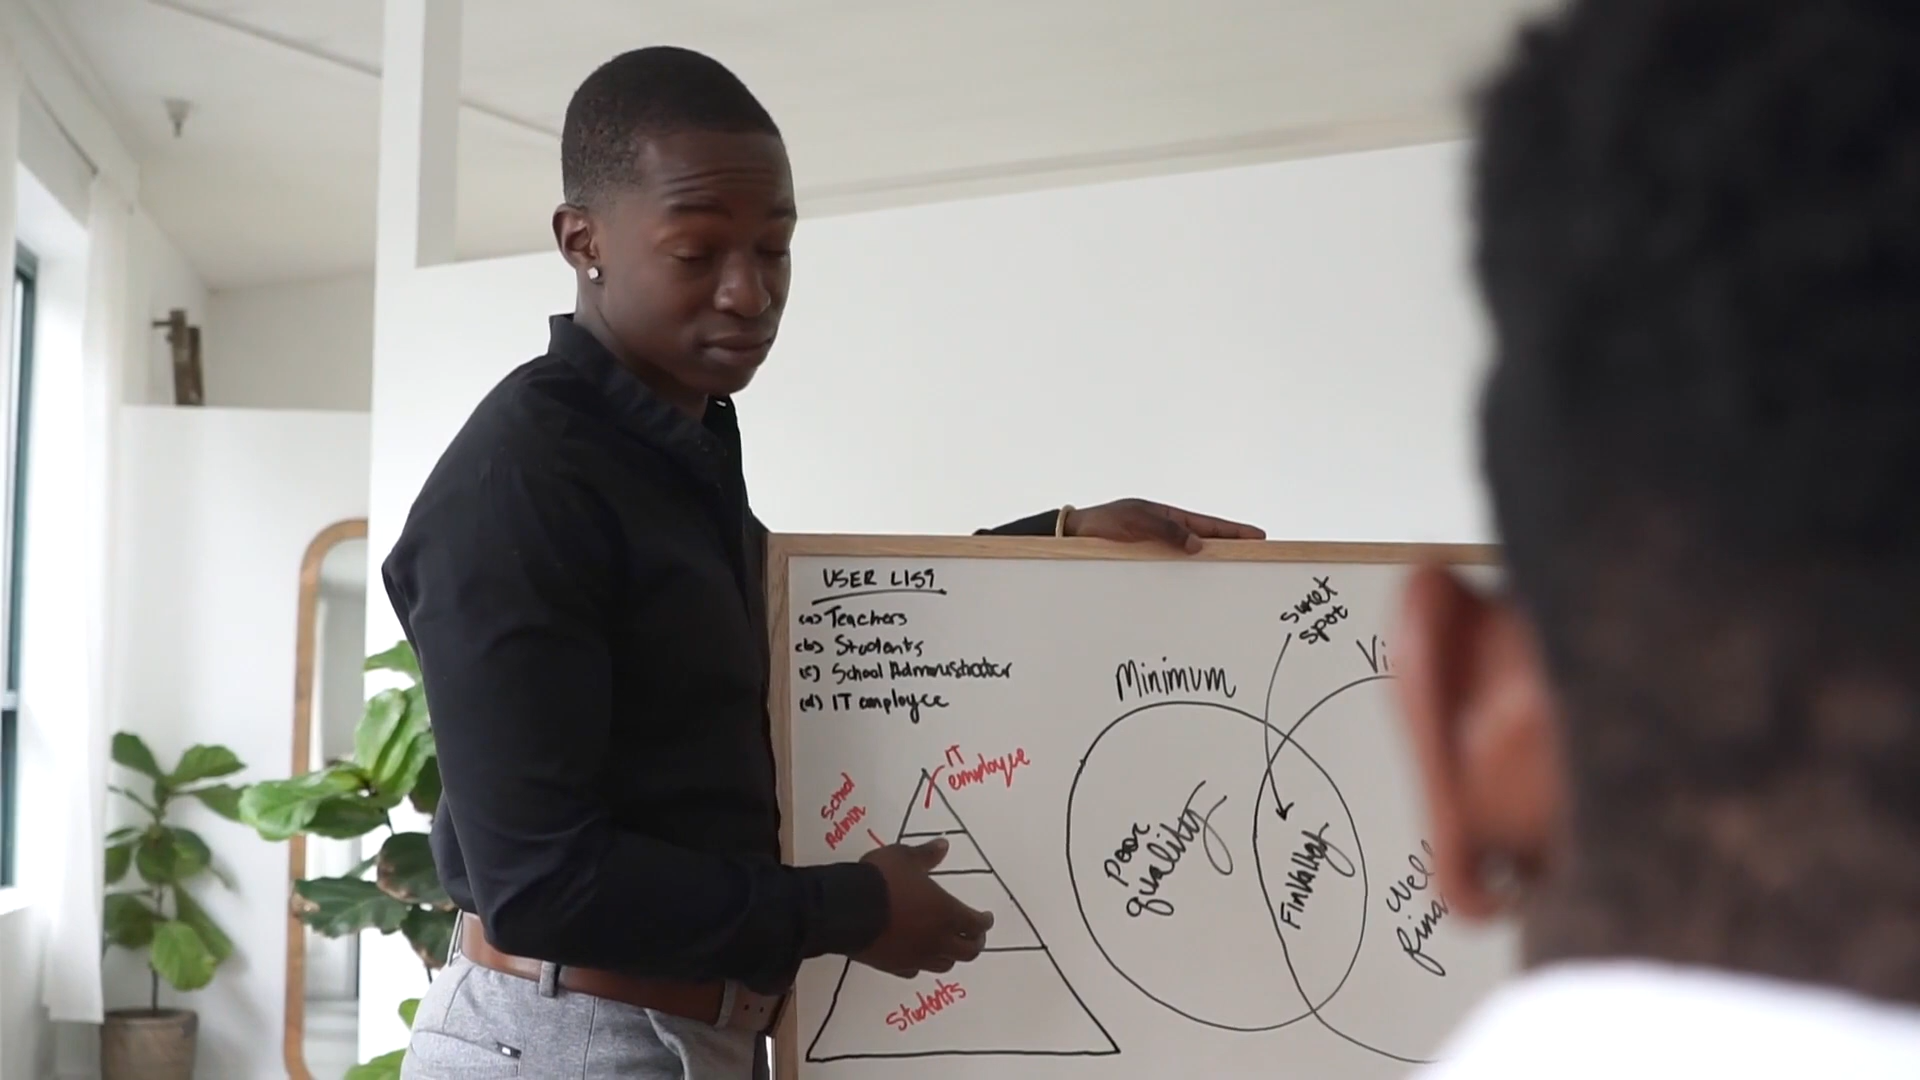 USER LIST
(a) Teachers
(b) Students
(c) School Administrator
(d) IT employee
IT
employee
School
Admin
Students
Minimum
sweet
spot
Poor
quality